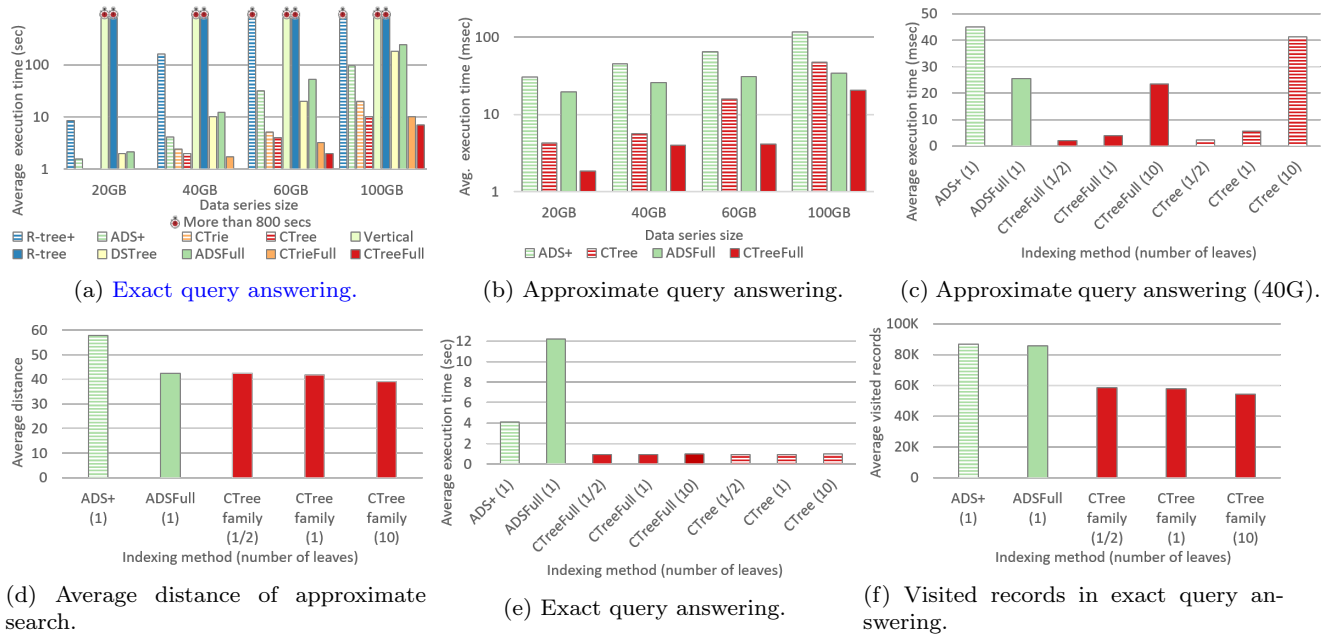 Average execution time (sec)
100
10
1
20GB 40GB 60GB 100GB
Data series size
More than 800 secs
R-tree+ ADS+ CTrie CTree Vertical
R-tree DSTree ADSFull CTrieFull CTreeFull
(a) Exact query answering.
Avg. execution time (msec)
100
10
1
20GB 40GB 60GB 100GB
Data series size
ADS+ CTree ADSFull CTreeFull
(b) Approximate query answering.
Average execution time (msec)
50
40
30
20
10
0
ADS+ (1) ADSFull (1) CTreeFull (1/2) CTreeFull (1) CTreeFull (10) CTree (1/2) CTree (1) CTree (10)
Indexing method (number of leaves)
(c) Approximate query answering (40G).
Average distance
60
50
40
30
20
10
0
ADS+ ADSFull CTree CTree CTree
(1) (1) family family family
(1/2) (1) (10)
Indexing method (number of leaves)
(d) Average distance of approximate
search.
Average execution time (sec)
12
10
8
6
4
2
0
ADS+ (1) ADSFull (1) CTreeFull (1/2) CTreeFull (1) CTreeFull (10) CTree (1/2) CTree (1) CTree (10)
Indexing method (number of leaves)
(e) Exact query answering.
Average visited records
100K
80K
60K
40K
20K
0
ADS+ ADSFull CTree CTree CTree
(1) (1) family family family
(1/2) (1) (10)
Indexing method (number of leaves)
(f) Visited records in exact query an-
swering.